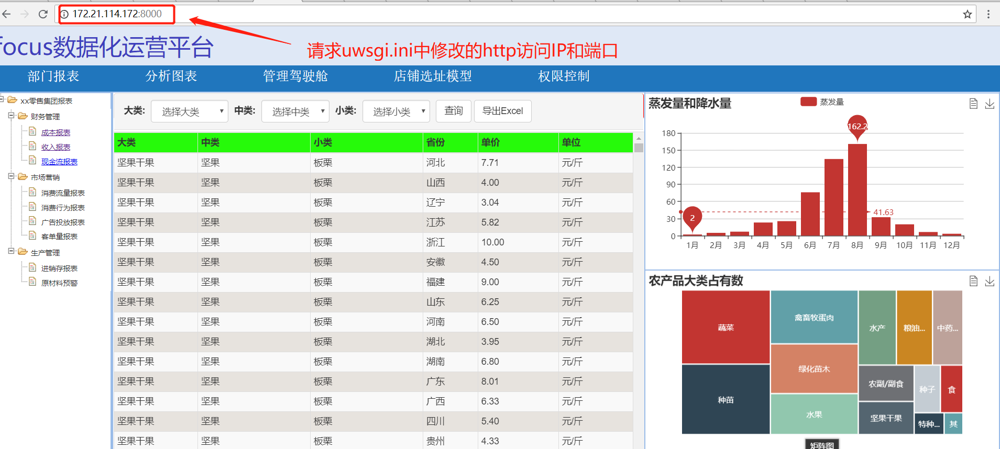 172.21.114.172:8000
focus数据化运营平台
请求uwsgi.ini中修改的http访问IP和端口
部门报表 分析图表 管理驾驶舱 店铺选址模型 权限控制
xx零售集团报表
财务管理
成本报表
收入报表
现金流报表
市场营销
消费流量报表
消费行为报表
广告投放报表
客单量报表
生产管理
进销存报表
原材料预警
大类: 选择大类 中类: 选择中类 小类: 选择小类 查询 导出Excel
大类 中类 小类 省份 单价 单位
坚果干果 坚果 板栗 河北 7.71 元/斤
坚果干果 坚果 板栗 山西 4.00 元/斤
坚果干果 坚果 板栗 辽宁 3.04 元/斤
坚果干果 坚果 板栗 江苏 5.82 元/斤
坚果干果 坚果 板栗 浙江 10.00 元/斤
坚果干果 坚果 板栗 安徽 4.50 元/斤
坚果干果 坚果 板栗 福建 9.00 元/斤
坚果干果 坚果 板栗 山东 6.25 元/斤
坚果干果 坚果 板栗 河南 6.50 元/斤
坚果干果 坚果 板栗 湖北 3.95 元/斤
坚果干果 坚果 板栗 湖南 6.80 元/斤
坚果干果 坚果 板栗 广东 8.01 元/斤
坚果干果 坚果 板栗 广西 6.33 元/斤
坚果干果 坚果 板栗 四川 5.40 元/斤
坚果干果 坚果 板栗 贵州 4.33 元/斤
蒸发量和降水量
蒸发量
162.2
180
150
120
90
60
30
0
2
41.63
1月 2月 3月 4月 5月 6月 7月 8月 9月 10月 11月 12月
农产品大类占有数
蔬菜
种苗
禽畜牧蛋肉
绿化苗木
水果
水产
粮油...
中药...
农副/副食
种子
食
坚果干果
特种...
其
矩阵图